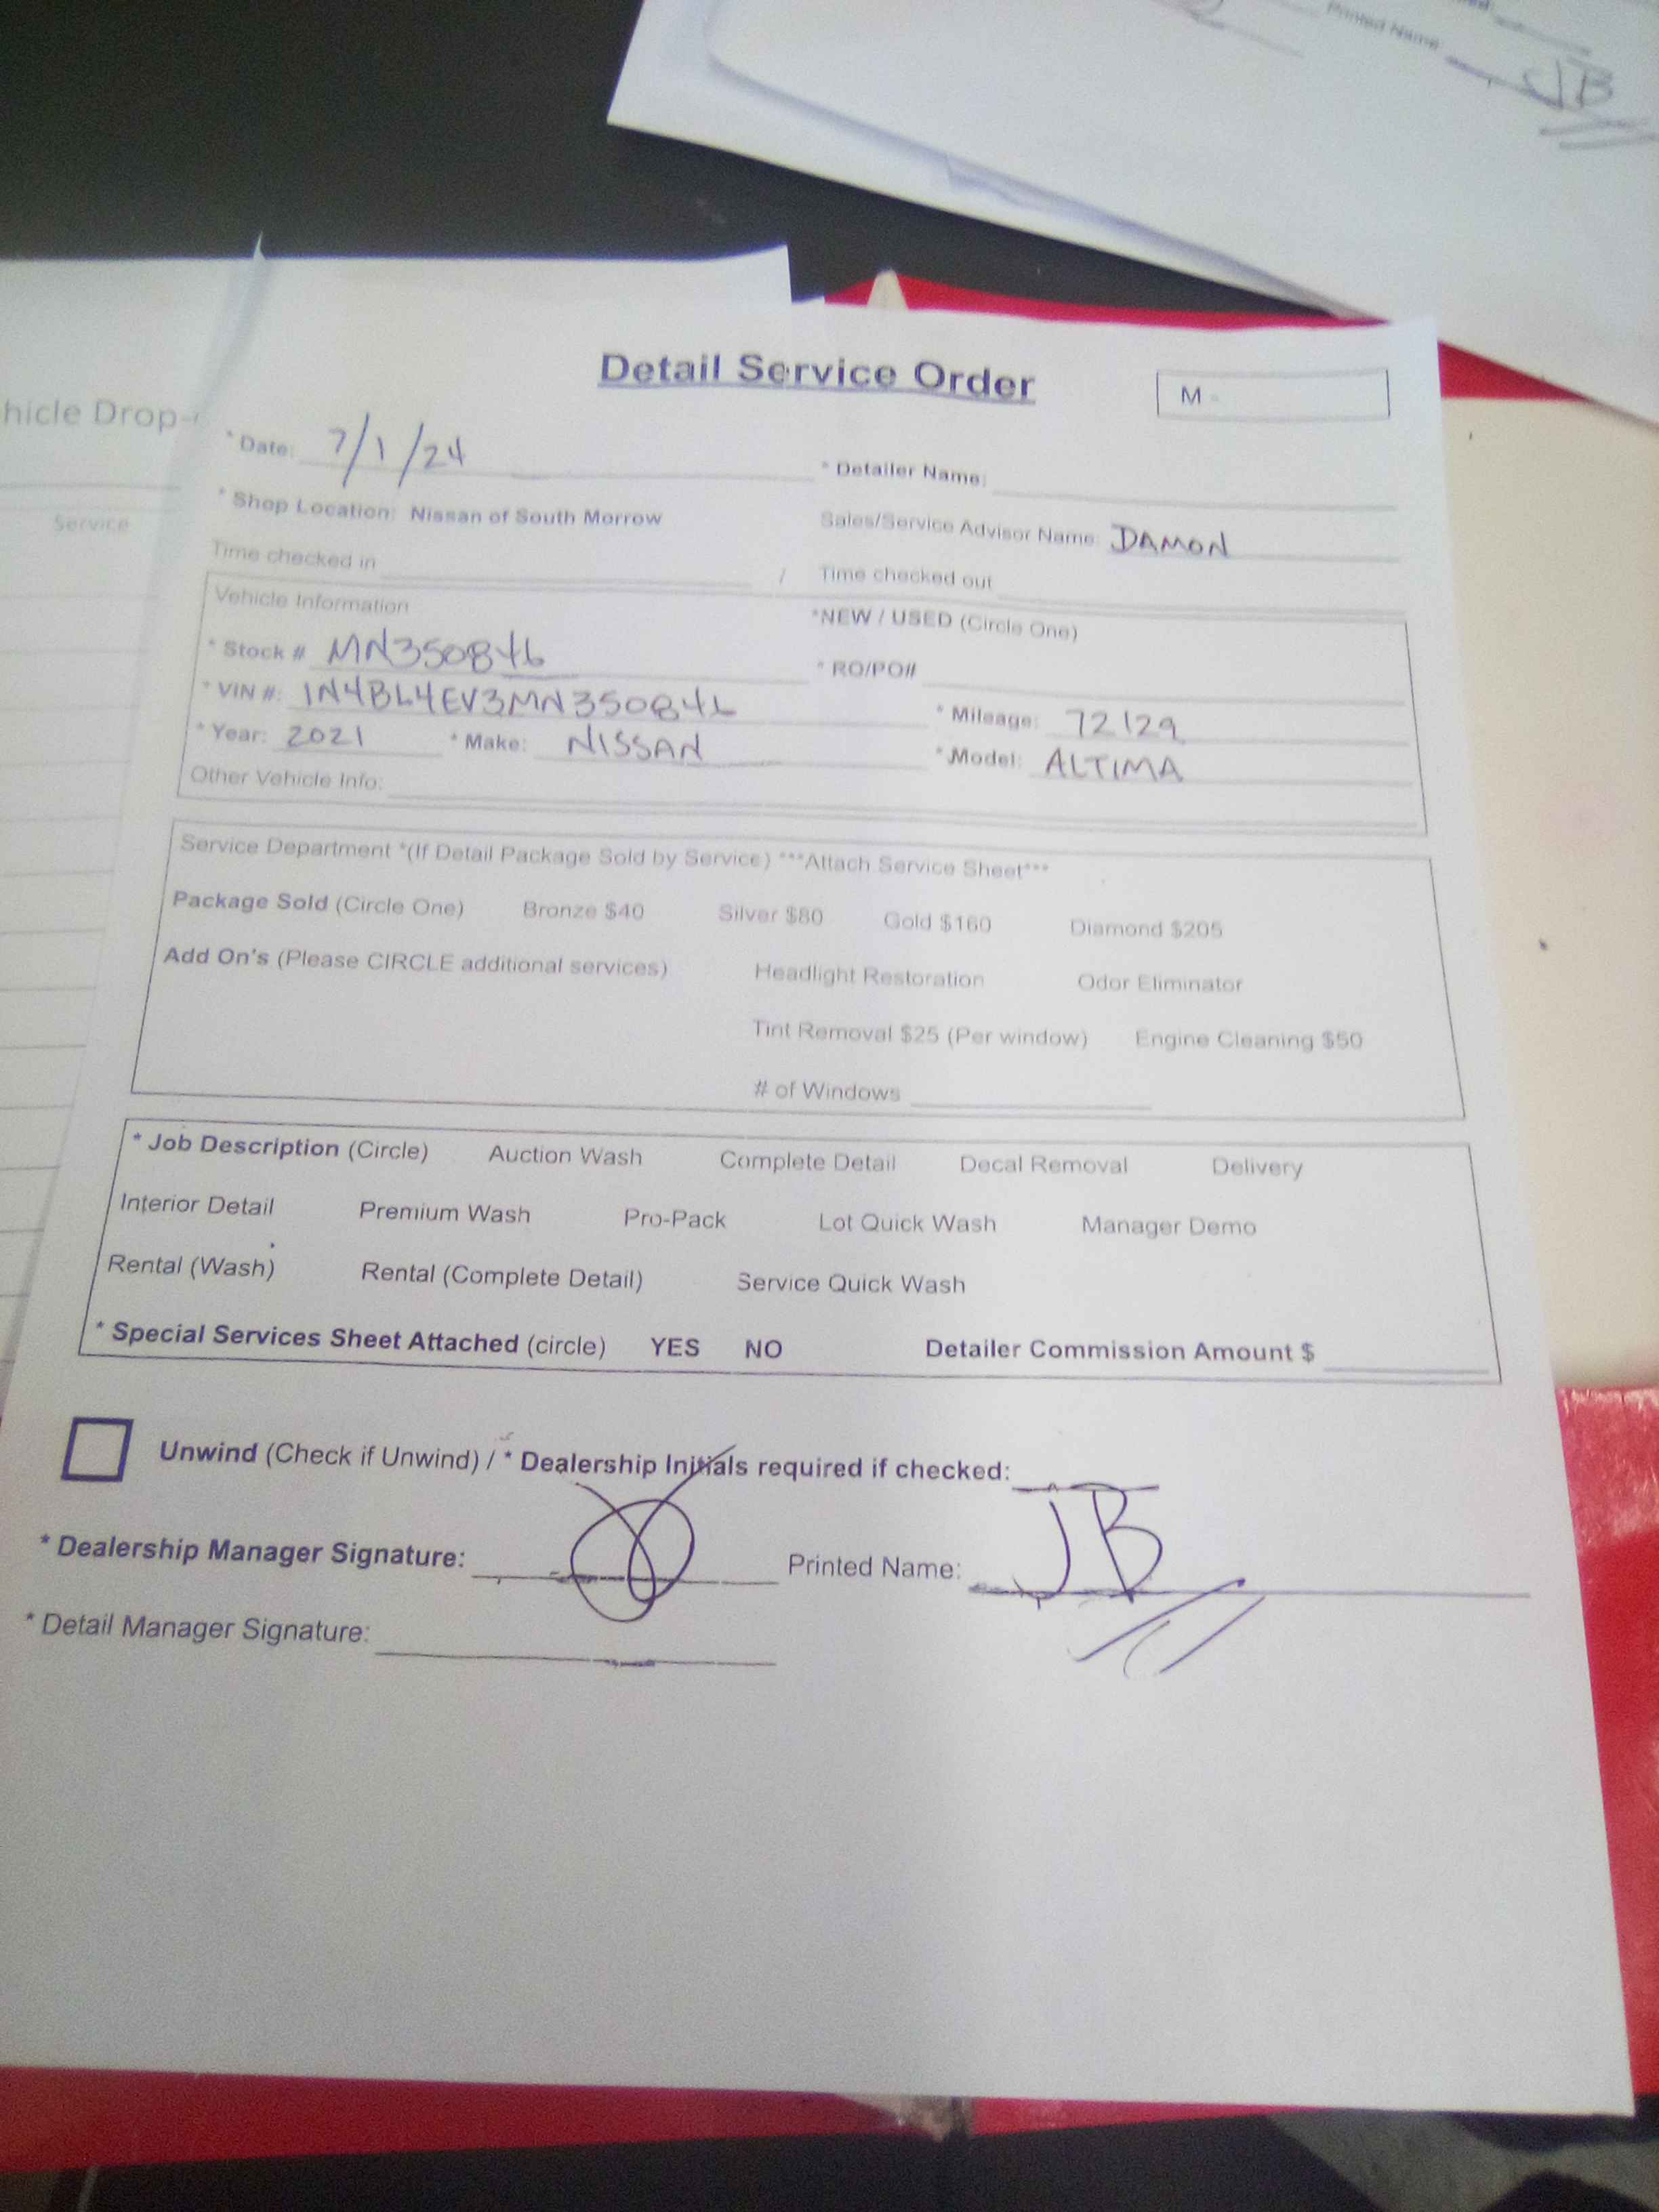 Printed Name
JB
Detail Service Order
M -
hicle Drop-
* Date: 7/1/24
* Detailer Name:
Service
* Shop Location: Nissan of South Morrow
Sales/Service Advisor Name: DAMON
Time checked in / Time checked out
Vehicle Information
*NEW / USED (Circle One)
* Stock # MN350846
* RO/PO#
* VIN #: 1N4BL4EV3MN350846
* Mileage: 72129
* Year: 2021 * Make: NISSAN
* Model: ALTIMA
Other Vehicle Info:
Service Department *(If Detail Package Sold by Service) ***Attach Service Sheet***
Package Sold (Circle One) Bronze $40 Silver $80 Gold $160 Diamond $205
Add On's (Please CIRCLE additional services) Headlight Restoration Odor Eliminator
Tint Removal $25 (Per window) Engine Cleaning $50
# of Windows
* Job Description (Circle) Auction Wash Complete Detail Decal Removal Delivery
Interior Detail Premium Wash Pro-Pack Lot Quick Wash Manager Demo
Rental (Wash) Rental (Complete Detail) Service Quick Wash
* Special Services Sheet Attached (circle) YES NO Detailer Commission Amount $
Unwind (Check if Unwind) / * Dealership Initials required if checked:
* Dealership Manager Signature: Printed Name: JB
* Detail Manager Signature: